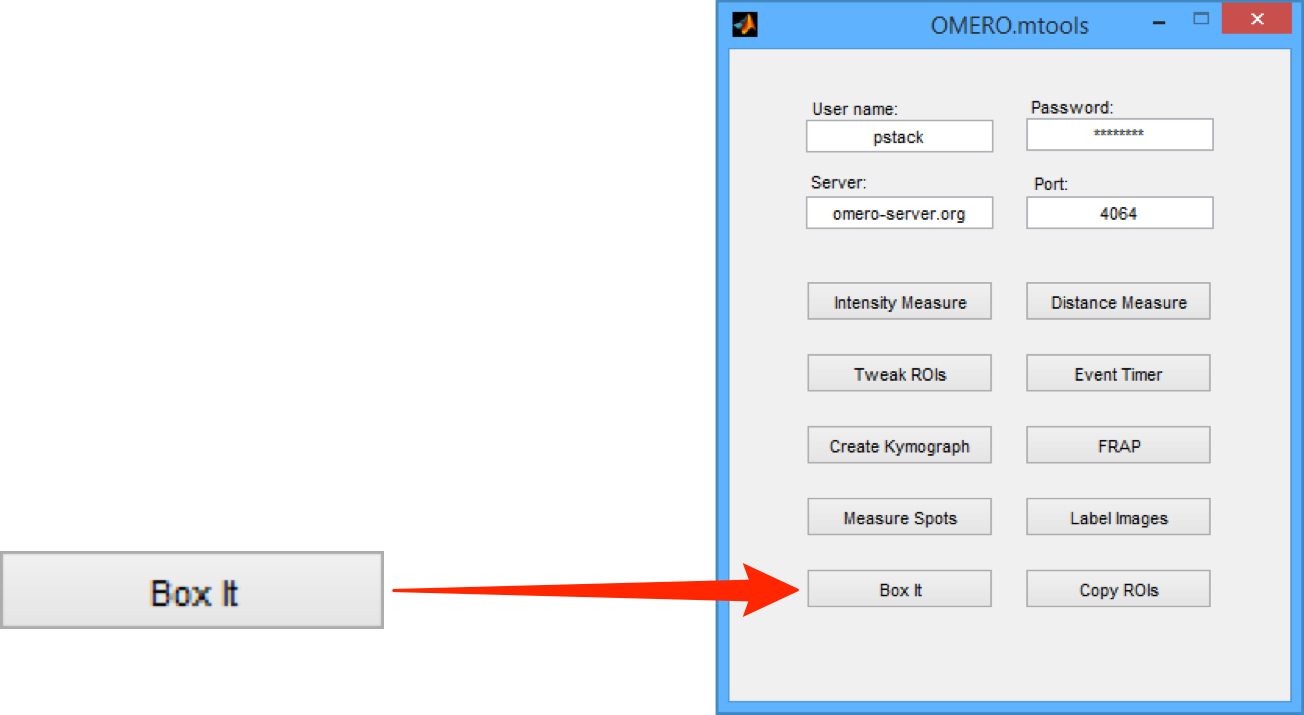 OMERO.mtools
User name:
Password:
pstack
********
Server:
Port:
omero-server.org
4064
Intensity Measure
Distance Measure
Tweak ROIs
Event Timer
Create Kymograph
FRAP
Measure Spots
Label Images
Box It
Box It
Copy ROIs